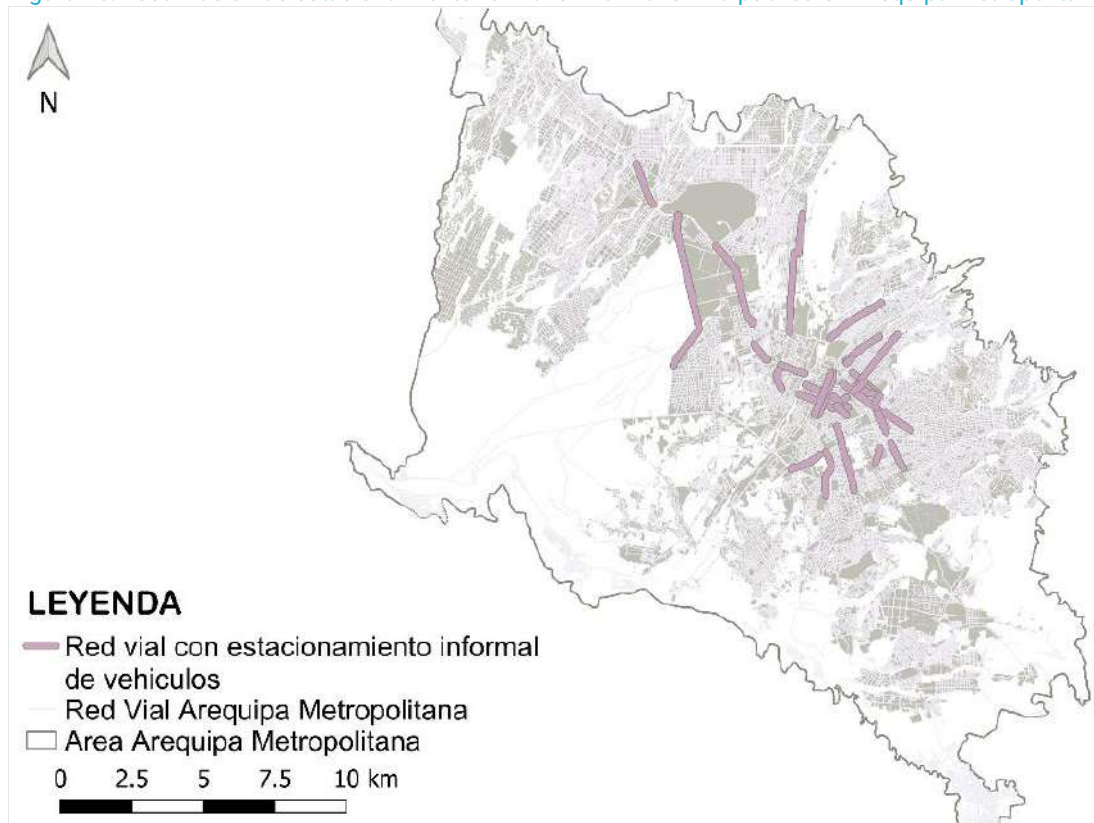 N
LEYENDA
Red vial con estacionamiento informal
de vehiculos
Red Vial Arequipa Metropolitana
Area Arequipa Metropolitana
0 2.5 5 7.5 10 km